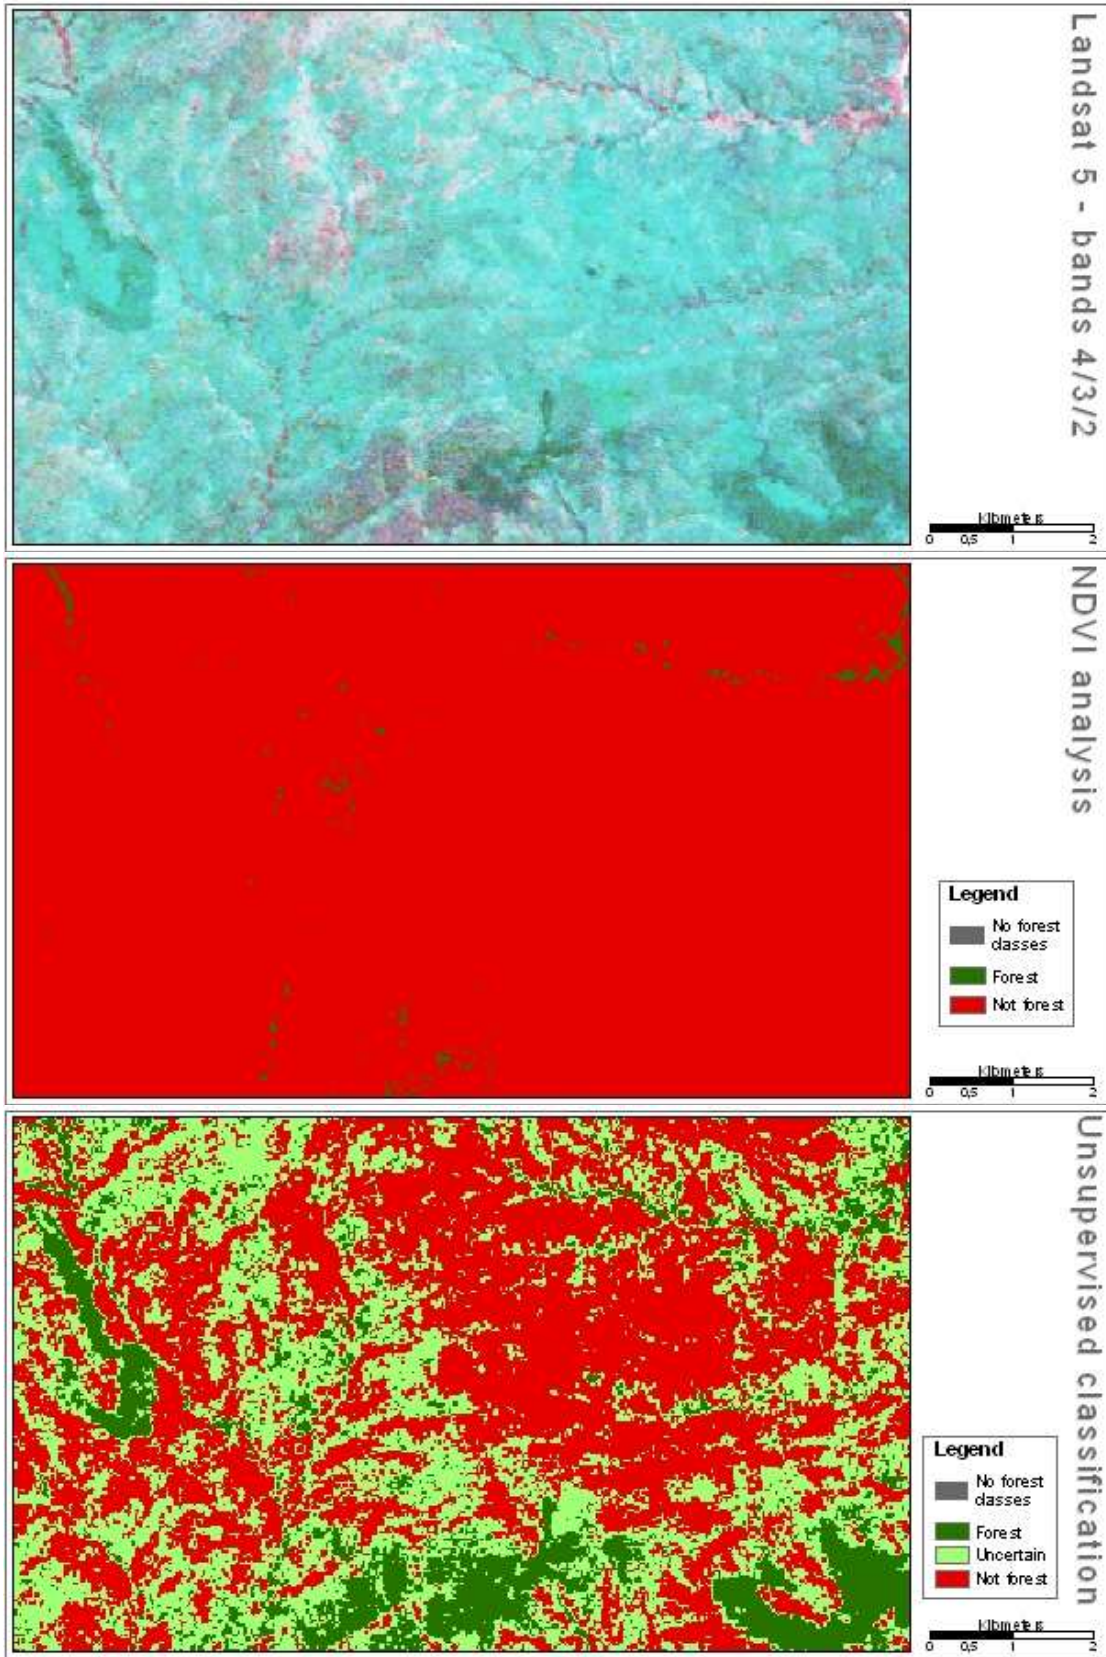 Landsat 5 - bands 4/3/2
Kilometers
0 0,5 1 2
NDVI analysis
Legend
No forest
classes
Forest
Not forest
Kilometers
0 0,5 1 2
Unsupervised classification
Legend
No forest
classes
Forest
Uncertain
Not forest
Kilometers
0 0,5 1 2